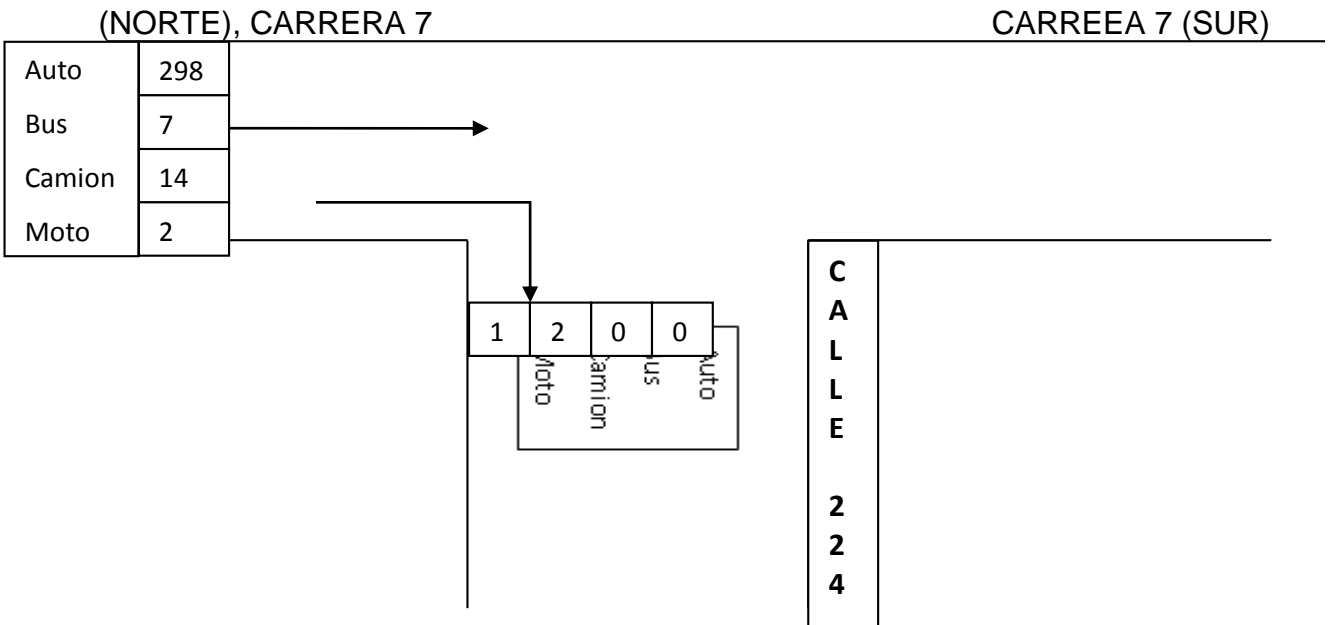 (NORTE), CARRERA 7
CARREEA 7 (SUR)
Auto 298
Bus 7
Camion 14
Moto 2
1 2 0 0
Moto
Camion
Bus
Auto
C
A
L
L
E
2
2
4